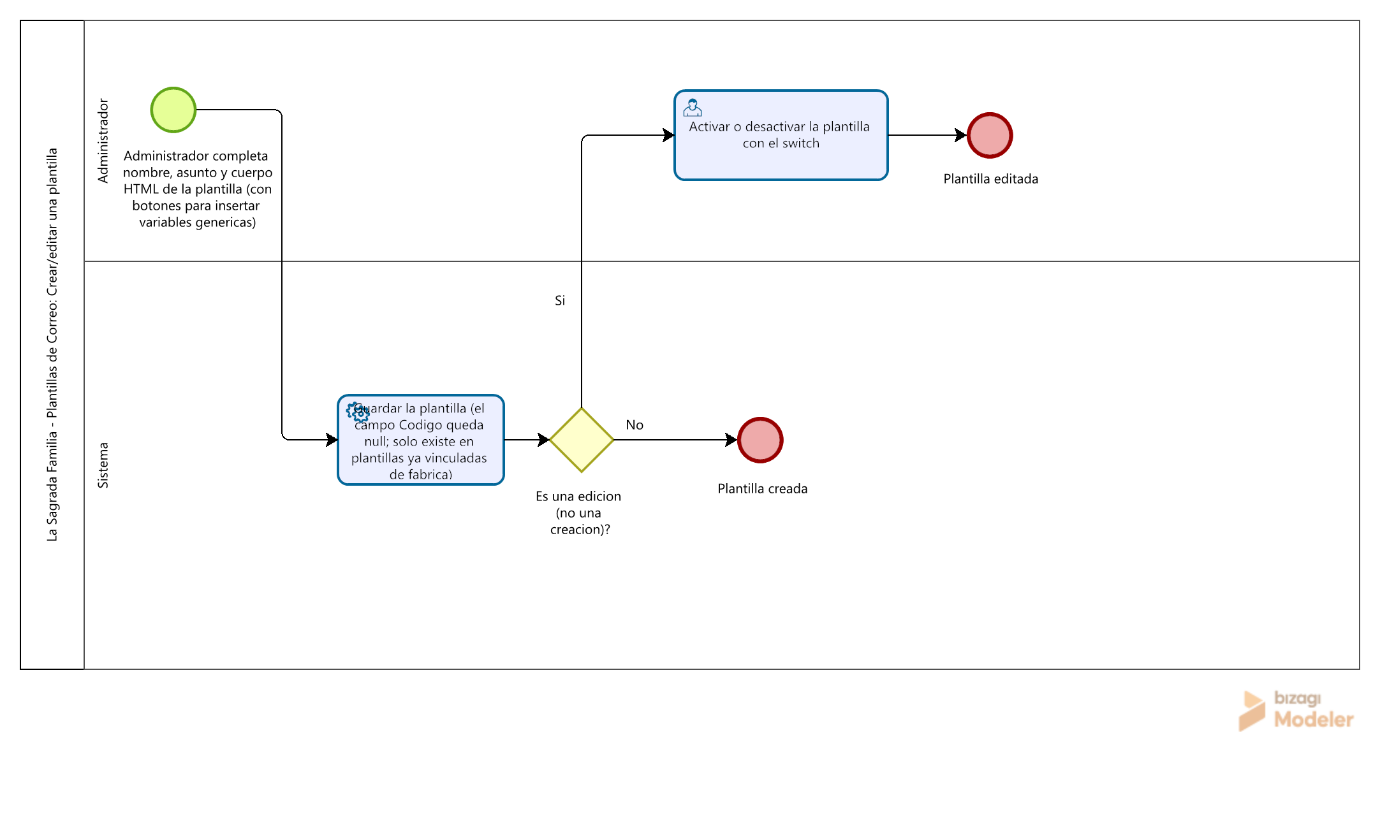 La Sagrada Familia - Plantillas de Correo: Crear/editar una plantilla
Administrador
Administrador completa
nombre, asunto y cuerpo
HTML de la plantilla (con
botones para insertar
variables genericas)
Activar o desactivar la plantilla
con el switch
Plantilla editada
Si
Sistema
Guardar la plantilla (el
campo Codigo queda
null; solo existe en
plantillas ya vinculadas
de fabrica)
No
Es una edicion
(no una
creacion)?
Plantilla creada
bizagi
Modeler